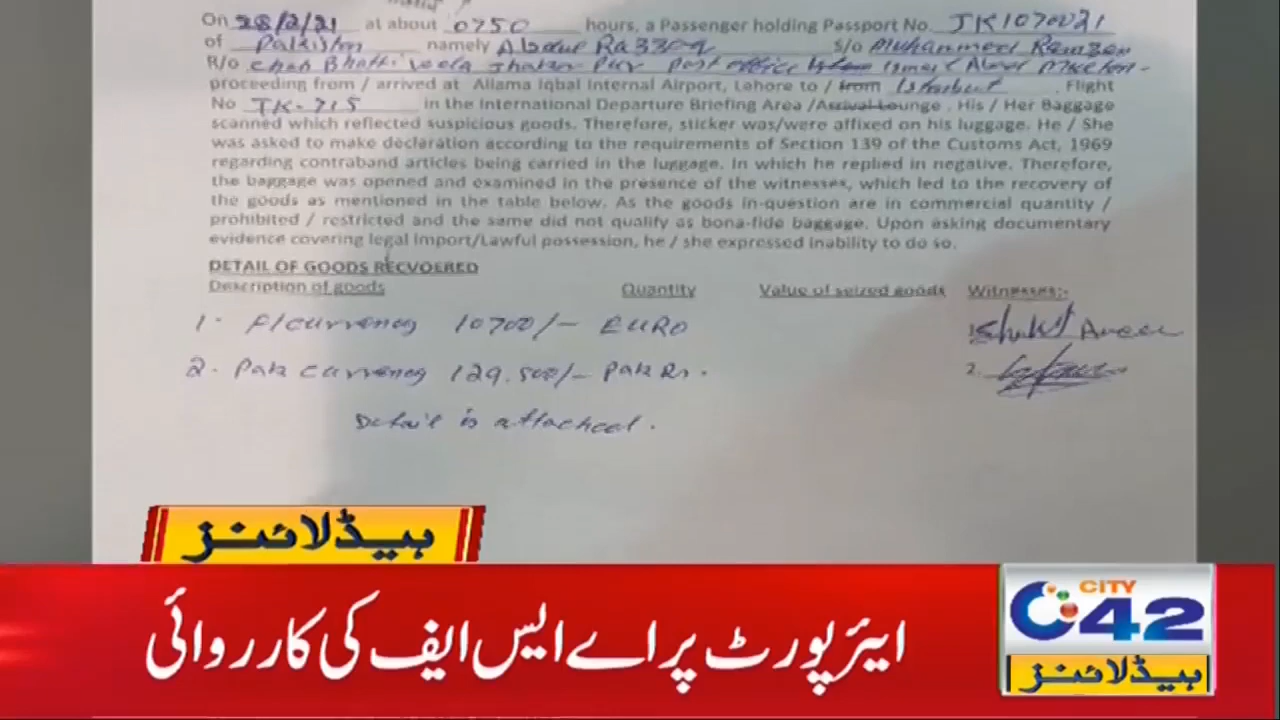 On 28/2/21 at about 0750 hours, a Passenger holding Passport No. JK1070021
of Pakistan namely Abdul Razzaq S/o Muhammed Ramzan
R/o Chah Bhatti Post office
proceeding from / arrived at Allama Iqbal Internal Airport, Lehore to / from Istanbul . Flight
No TK-715 in the International Departure Briefing Area /Arrival Lounge . His / Her Baggage
scanned which reflected suspicious goods. Therefore, sticker was/were affixed on his luggage. He / She
was asked to make declaration according to the requirements of Section 139 of the Customs Act, 1969
regarding contraband articles being carried in the luggage. In which he replied in negative. Therefore,
the baggage was opened and examined in the presence of the witnesses, which led to the recovery of
the goods as mentioned in the table below. As the goods in-question are in commercial quantity /
prohibited / restricted and the same did not qualify as bona-fide baggage. Upon asking documentary
evidence covering legal import/Lawful possession, he / she expressed inability to do so.
DETAIL OF GOODS RECVOERED
Description of goods Quantity Value of seized goods Witnesses:-
1. F/currency 10700/- EURO 1.
2. Pak currency 129.500/- Pak Rs. 2.
Detail is attached.
ہیڈلائنز
ایئرپورٹ پر اے ایس ایف کی کارروائی
CITY
42
ہیڈلائنز